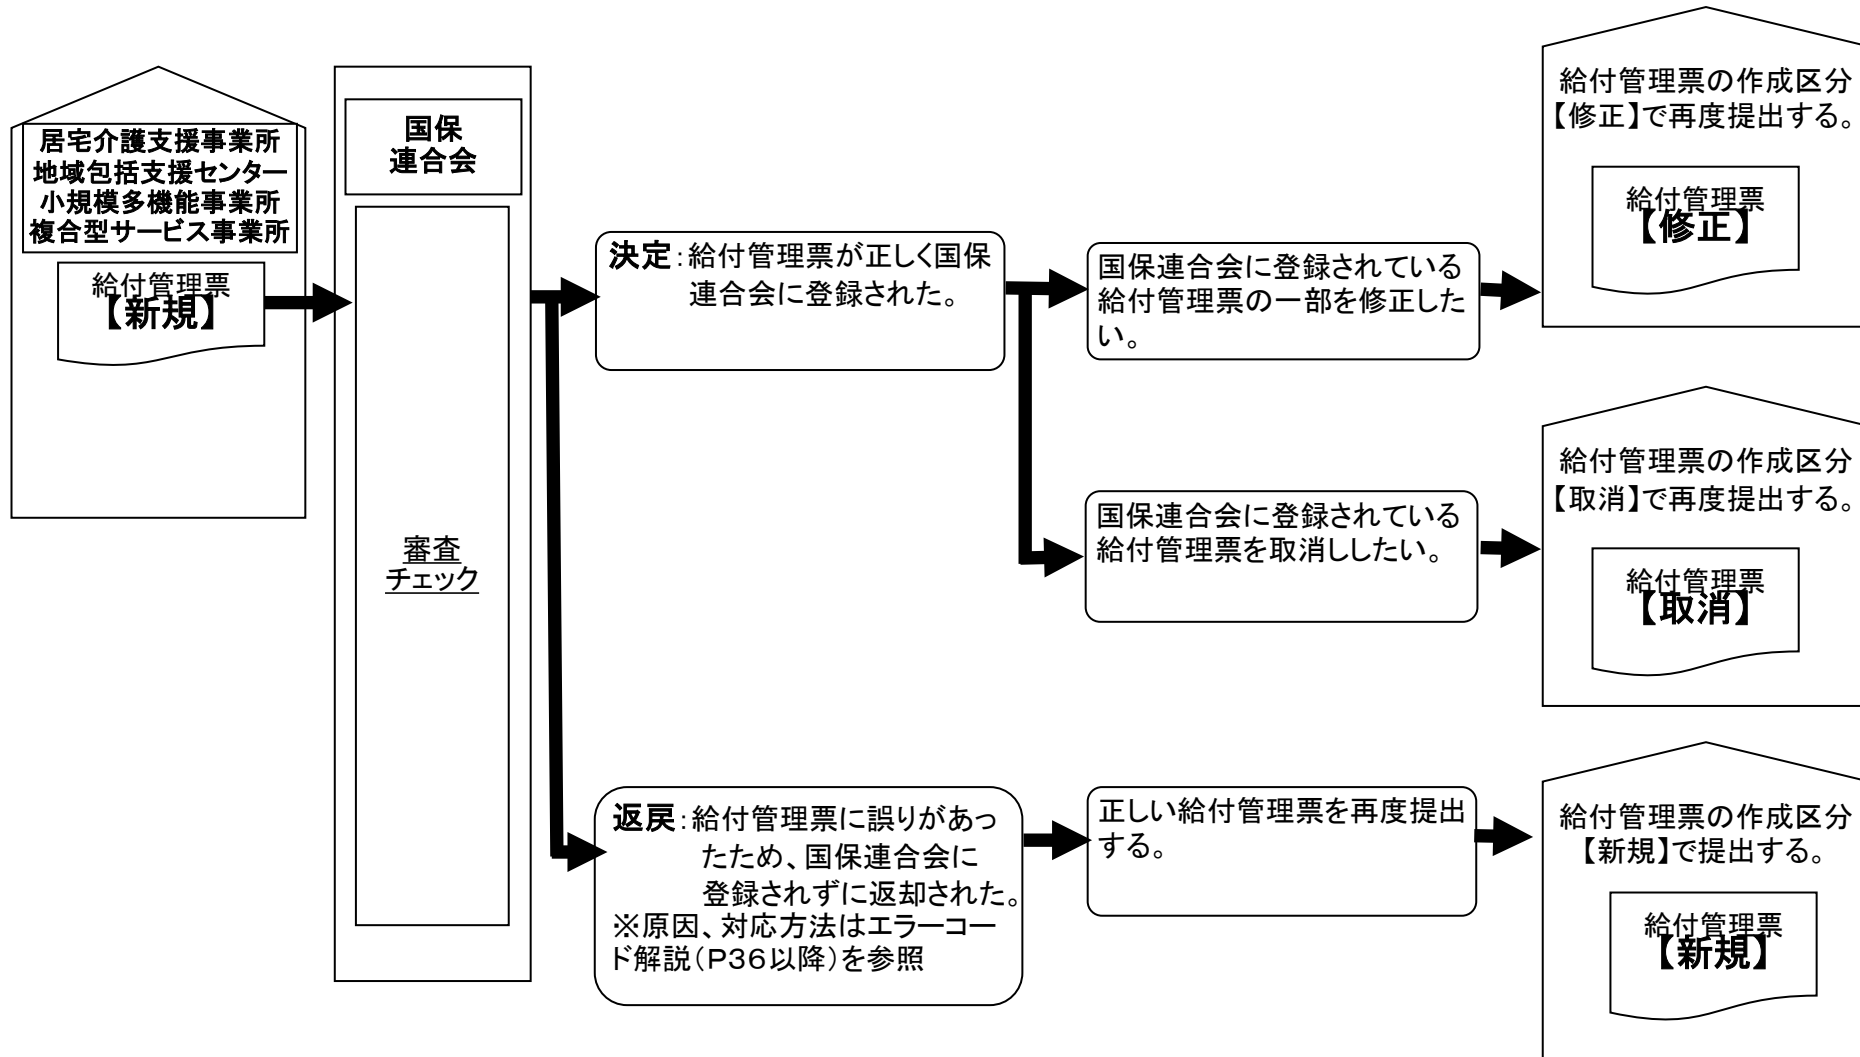 居宅介護支援事業所
地域包括支援センター
小規模多機能事業所
複合型サービス事業所
給付管理票
【新規】
国保
連合会
審査
チェック
決定：給付管理票が正しく国保
連合会に登録された。
国保連合会に登録されている
給付管理票の一部を修正した
い。
給付管理票の作成区分
【修正】で再度提出する。
給付管理票
【修正】
国保連合会に登録されている
給付管理票を取消ししたい。
給付管理票の作成区分
【取消】で再度提出する。
給付管理票
【取消】
返戻：給付管理票に誤りがあっ
たため、国保連合会に
登録されずに返却された。
※原因、対応方法はエラーコー
ド解説（Ｐ３６以降）を参照
正しい給付管理票を再度提出
する。
給付管理票の作成区分
【新規】で提出する。
給付管理票
【新規】